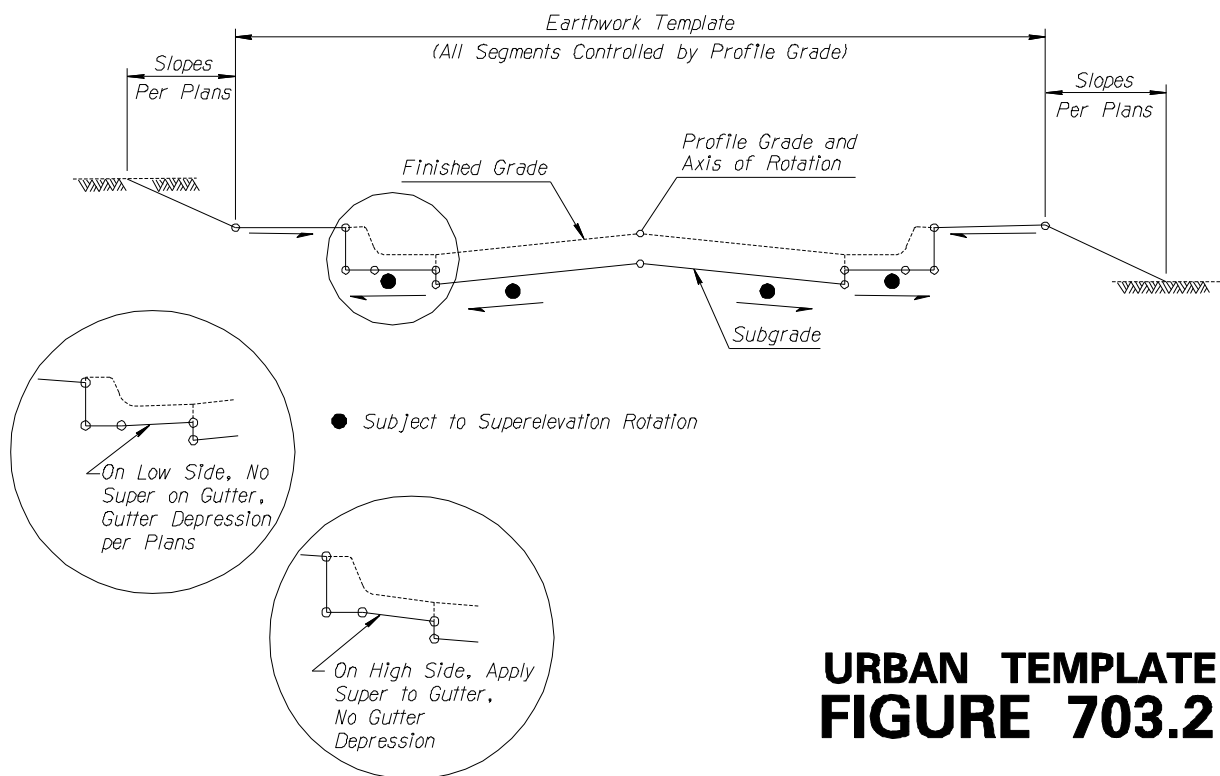 Earthwork Template
(All Segments Controlled by Profile Grade)
Slopes
Per Plans
Slopes
Per Plans
Profile Grade and
Axis of Rotation
Finished Grade
Subgrade
Subject to Superelevation Rotation
On Low Side, No
Super on Gutter,
Gutter Depression
per Plans
On High Side, Apply
Super to Gutter,
No Gutter
Depression
URBAN TEMPLATE
FIGURE 703.2